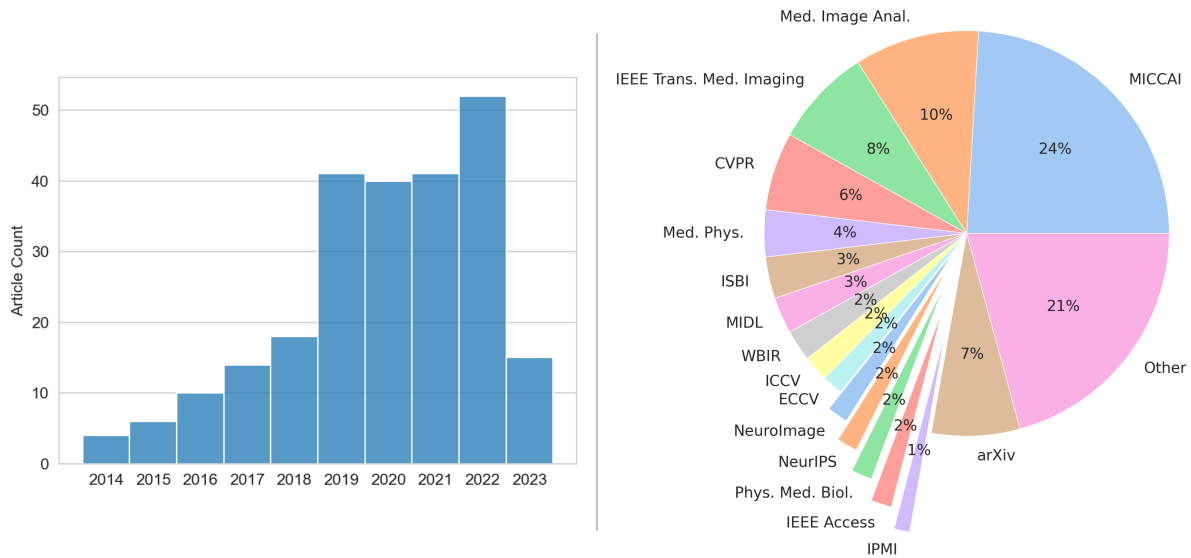 Article Count
50
40
30
20
10
0
2014 2015 2016 2017 2018 2019 2020 2021 2022 2023
Med. Image Anal.
IEEE Trans. Med. Imaging
MICCAI
CVPR
Med. Phys.
ISBI
MIDL
WBIR
ICCV
ECCV
NeuroImage
NeurIPS
Phys. Med. Biol.
IEEE Access
IPMI
arXiv
Other
24%
10%
8%
6%
4%
3%
3%
2%
2%
2%
2%
2%
2%
2%
1%
7%
21%